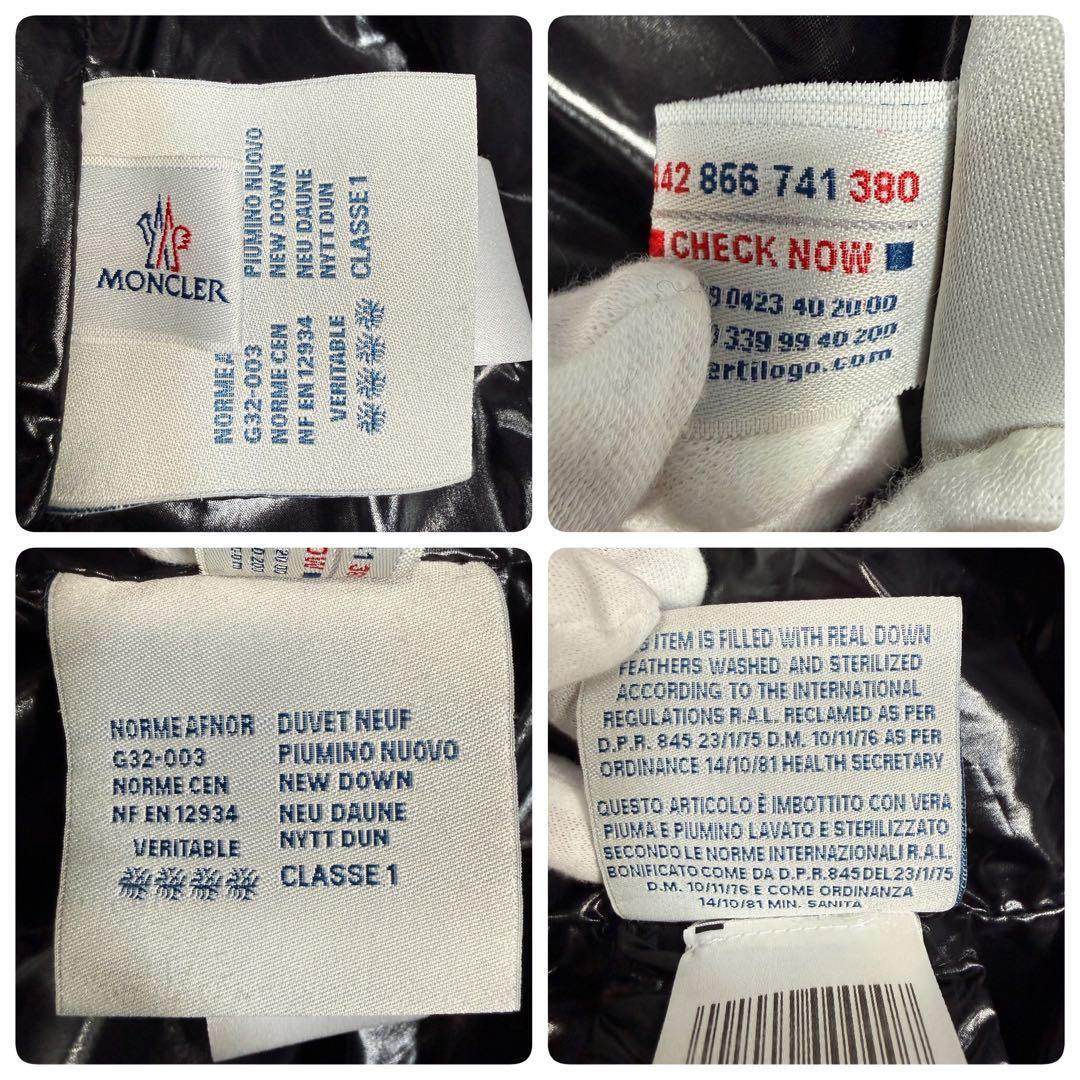 MONCLER
PIUMINO NUOVO
NEW DOWN
NEU DAUNE
NYTT DUN
CLASSE 1
NORME A
G32-003
NORME CEN
NF EN 12934
VERITABLE
42 866 741 380
CHECK NOW
9 0423 40 20 00
339 99 40 200
ertilogo.com
NORME AFNOR
G32-003
NORME CEN
NF EN 12934
VERITABLE
DUVET NEUF
PIUMINO NUOVO
NEW DOWN
NEU DAUNE
NYTT DUN
CLASSE 1
S ITEM IS FILLED WITH REAL DOWN
FEATHERS WASHED AND STERILIZED
ACCORDING TO THE INTERNATIONAL
REGULATIONS R.A.L. RECLAMED AS PER
D.P.R. 845 23/1/75 D.M. 10/11/76 AS PER
ORDINANCE 14/10/81 HEALTH SECRETARY
QUESTO ARTICOLO È IMBOTTITO CON VERA
PIUMA E PIUMINO LAVATO E STERILIZZATO
SECONDO LE NORME INTERNAZIONALI R.A.L.
BONIFICATO COME DA D.P.R. 845 DEL 23/1/75
D.M. 10/11/76 E COME ORDINANZA
14/10/81 MIN. SANITÀ